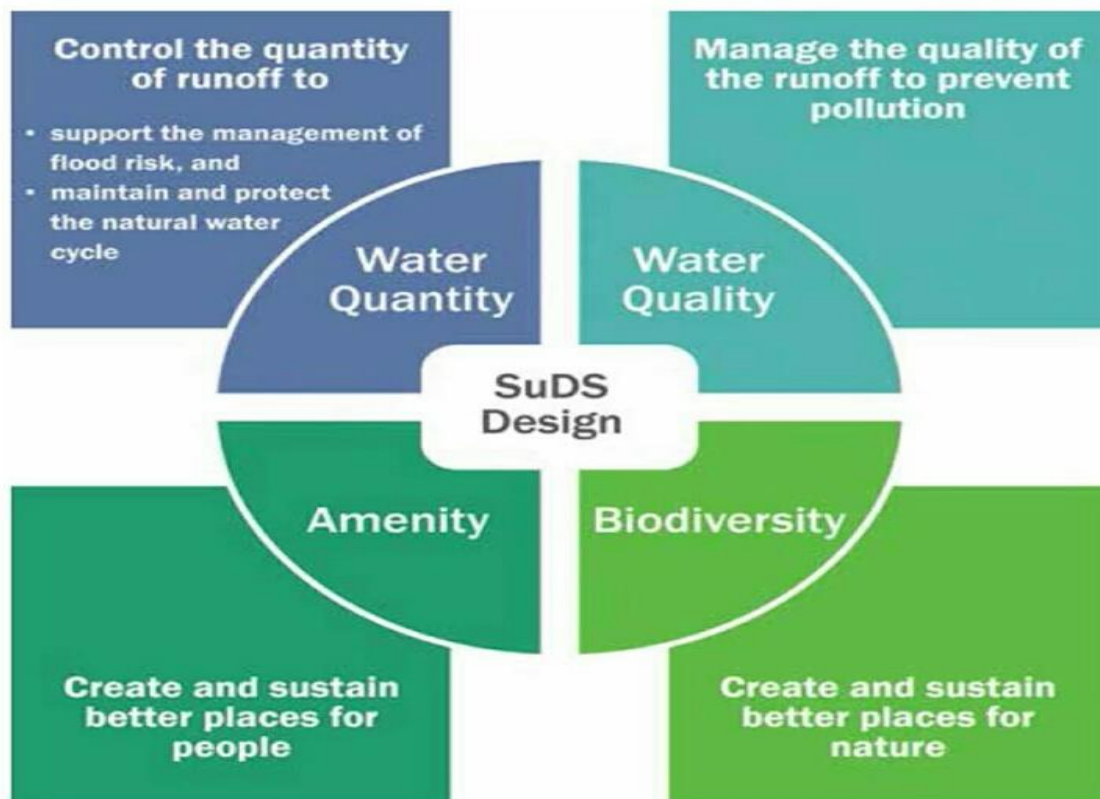 Control the quantity
of runoff to
• support the management of
flood risk, and
• maintain and protect
the natural water
cycle
Manage the quality of
the runoff to prevent
pollution
Water
Quantity
Water
Quality
SuDS
Design
Amenity
Biodiversity
Create and sustain
better places for
people
Create and sustain
better places for
nature